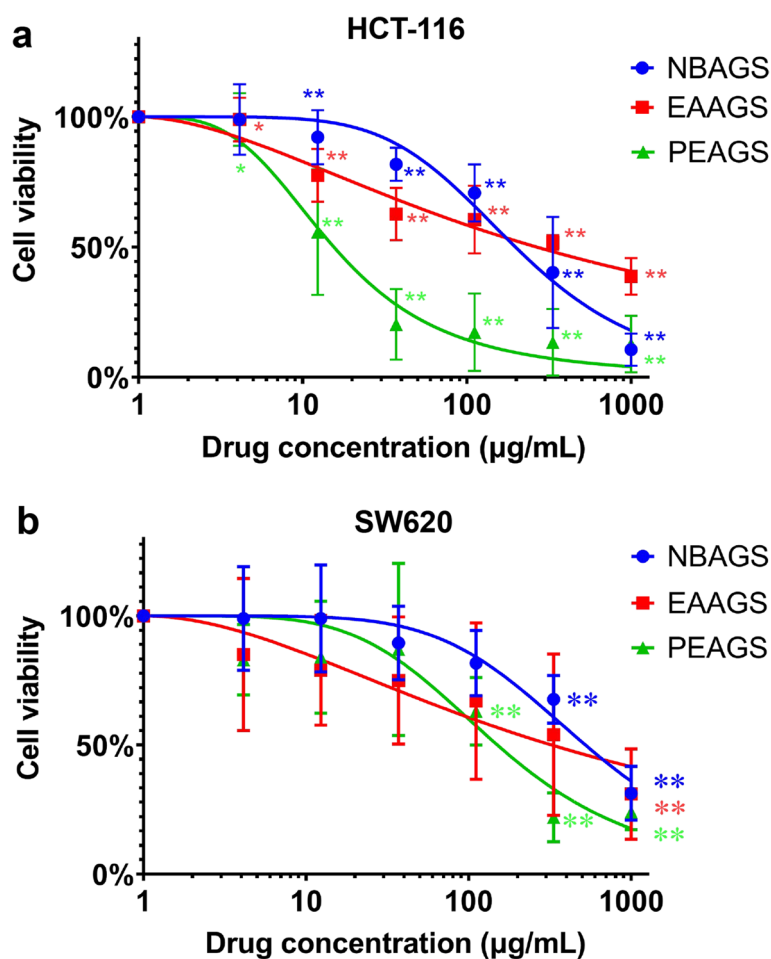 a
HCT-116
NBAGS
EAAGS
PEAGS
Cell viability
100%
50%
0%
** ** ** ** **
* ** ** ** ** **
* ** ** ** ** **
1 10 100 1000
Drug concentration (µg/mL)
b
SW620
NBAGS
EAAGS
PEAGS
Cell viability
100%
50%
0%
** **
**
** ** **
1 10 100 1000
Drug concentration (µg/mL)